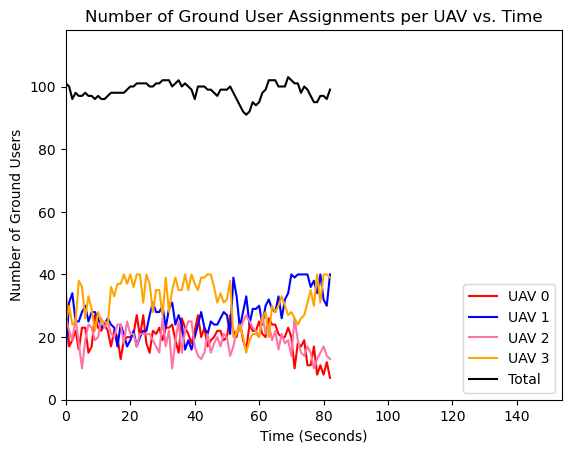 Number of Ground User Assignments per UAV vs. Time
Number of Ground Users
100
80
60
40
20
0
0 20 40 60 80 100 120 140
Time (Seconds)
UAV 0
UAV 1
UAV 2
UAV 3
Total